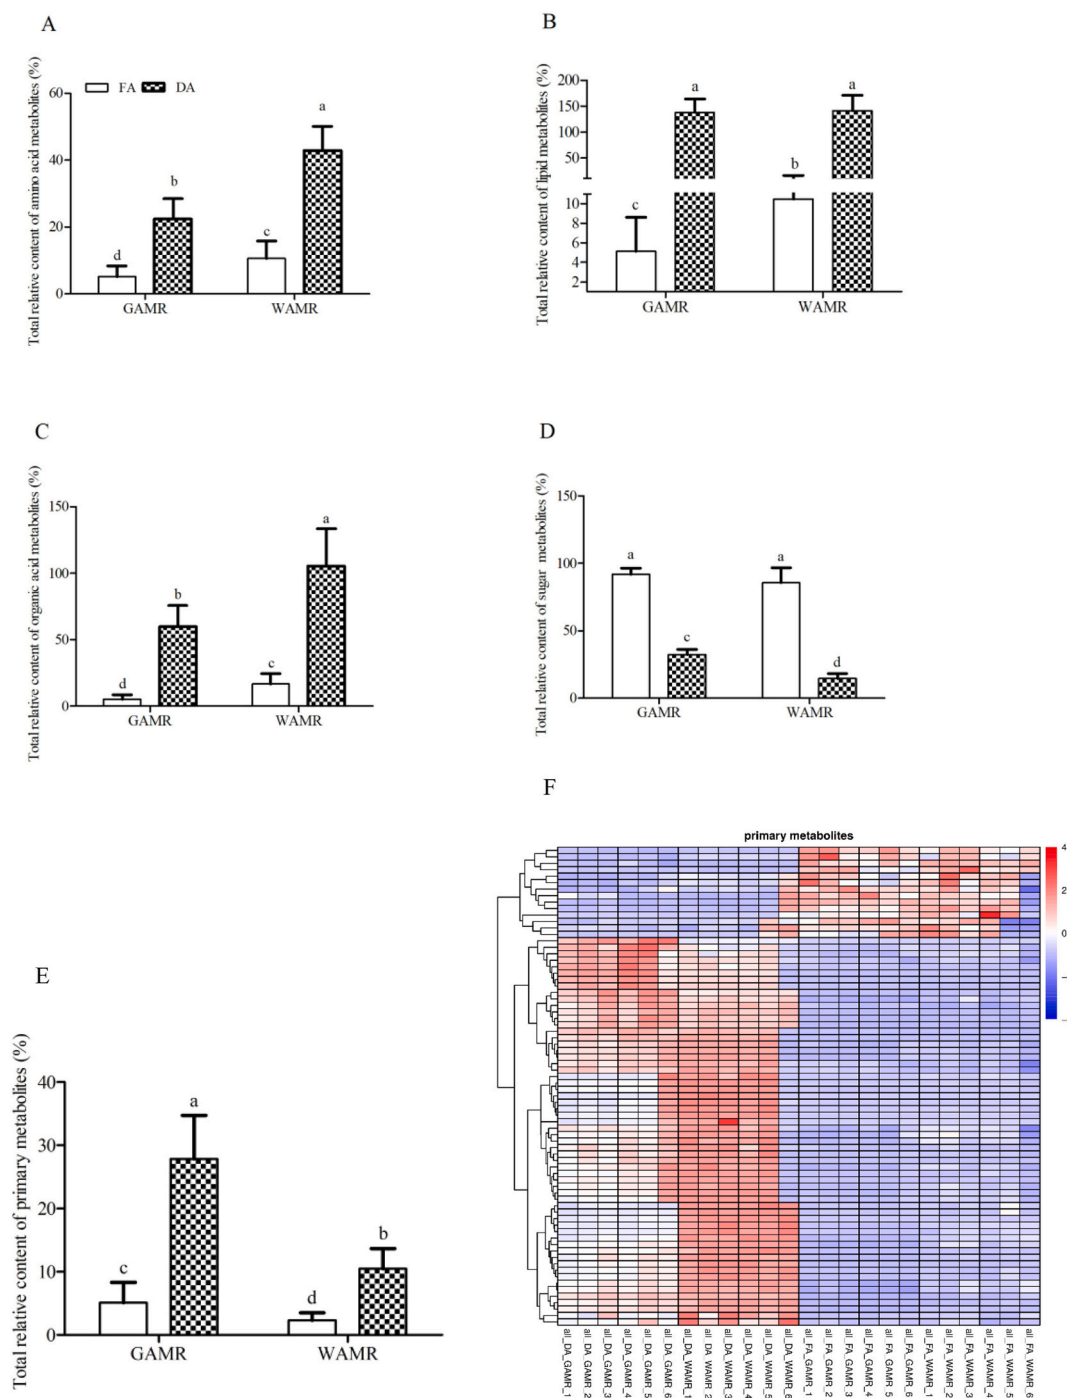 A
Total relative content of amino acid metabolites (%)
FA DA
60
40
20
0
d
b
c
a
GAMR WAMR
B
Total relative content of lipid metabolites (%)
200
150
100
50
10
8
6
4
2
c
a
b
a
GAMR WAMR
C
Total relative content of organic acid metabolites (%)
150
100
50
0
d
b
c
a
GAMR WAMR
D
Total relative content of sugar metabolites (%)
150
100
50
0
a
c
a
d
GAMR WAMR
E
Total relative content of primary metabolites (%)
40
30
20
10
0
c
a
d
b
GAMR WAMR
F
primary metabolites
4
2
0
all_DA_GAMR_1
all_DA_GAMR_2
all_DA_GAMR_3
all_DA_GAMR_4
all_DA_GAMR_5
all_DA_GAMR_6
all_DA_WAMR_1
all_DA_WAMR_2
all_DA_WAMR_3
all_DA_WAMR_4
all_DA_WAMR_5
all_DA_WAMR_6
all_FA_GAMR_1
all_FA_GAMR_2
all_FA_GAMR_3
all_FA_GAMR_4
all_FA_GAMR_5
all_FA_GAMR_6
all_FA_WAMR_1
all_FA_WAMR_2
all_FA_WAMR_3
all_FA_WAMR_4
all_FA_WAMR_5
all_FA_WAMR_6